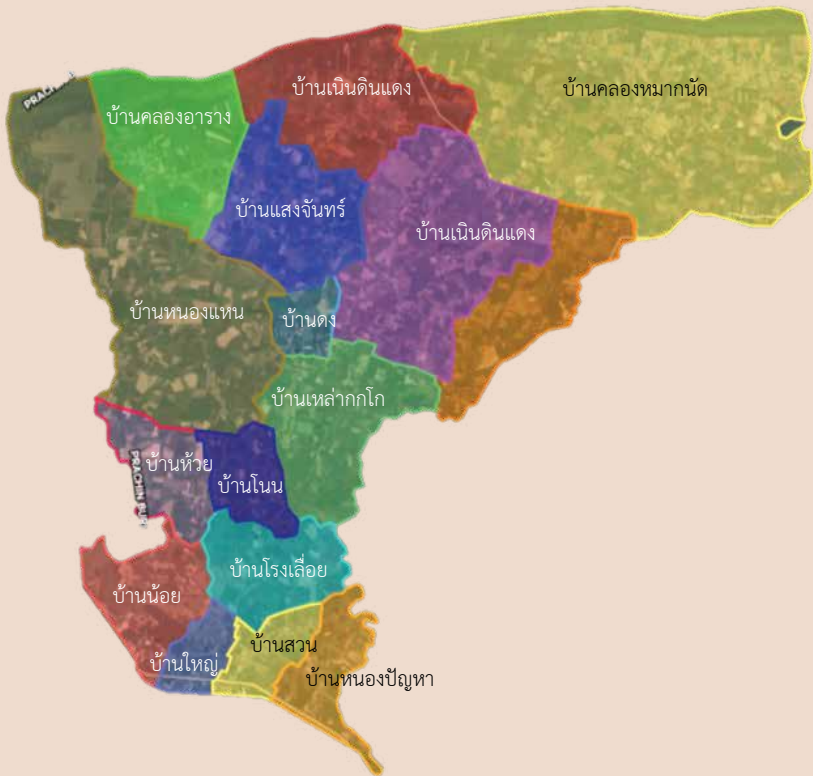 บ้านเนินดินแดง
บ้านคลองหมากนัด
PRACHIN B
บ้านคลองอาราง
บ้านแสงจันทร์
บ้านเนินดินแดง
บ้านหนองแหน
บ้านดง
บ้านเหล่ากกโก
บ้านห้วย
PRACHIN BURI
บ้านโนน
บ้านโรงเลื่อย
บ้านน้อย
บ้านสวน
บ้านใหญ่
บ้านหนองปัญหา